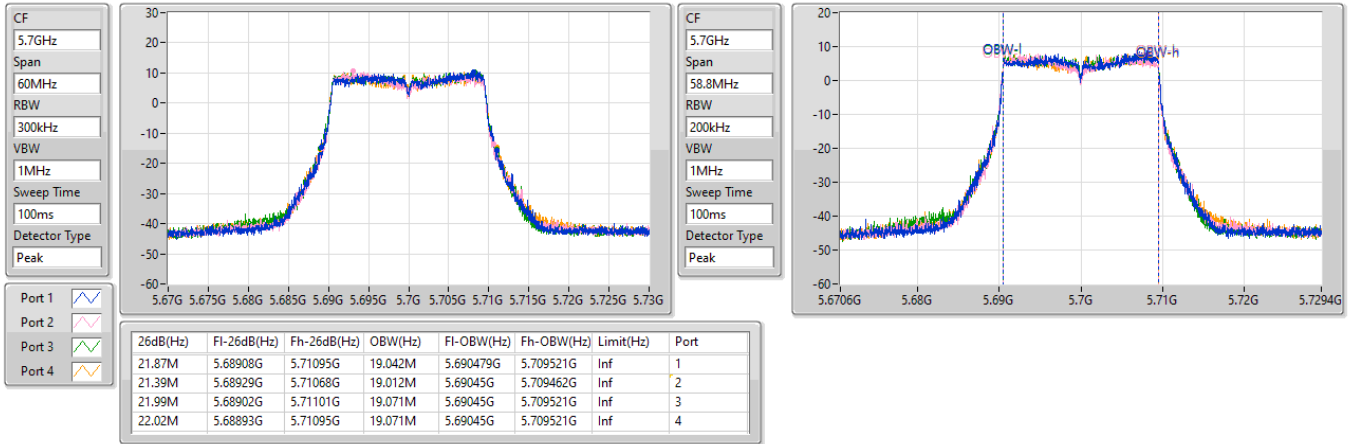 CF
5.7GHz
Span
60MHz
RBW
300kHz
VBW
1MHz
Sweep Time
100ms
Detector Type
Peak
30
20
10
0
-10
-20
-30
-40
-50
-60
5.67G 5.675G 5.68G 5.685G 5.69G 5.695G 5.7G 5.705G 5.71G 5.715G 5.72G 5.725G 5.73G
CF
5.7GHz
Span
58.8MHz
RBW
200kHz
VBW
1MHz
Sweep Time
100ms
Detector Type
Peak
20
10
0
-10
-20
-30
-40
-50
-60
OBW-l OBW-h
5.6706G 5.68G 5.69G 5.7G 5.71G 5.72G 5.7294G
Port 1
Port 2
Port 3
Port 4
26dB(Hz) Fl-26dB(Hz) Fh-26dB(Hz) OBW(Hz) Fl-OBW(Hz) Fh-OBW(Hz) Limit(Hz) Port
21.87M 5.68908G 5.71095G 19.042M 5.690479G 5.709521G Inf 1
21.39M 5.68929G 5.71068G 19.012M 5.69045G 5.709462G Inf 2
21.99M 5.68902G 5.71101G 19.071M 5.69045G 5.709521G Inf 3
22.02M 5.68893G 5.71095G 19.071M 5.69045G 5.709521G Inf 4